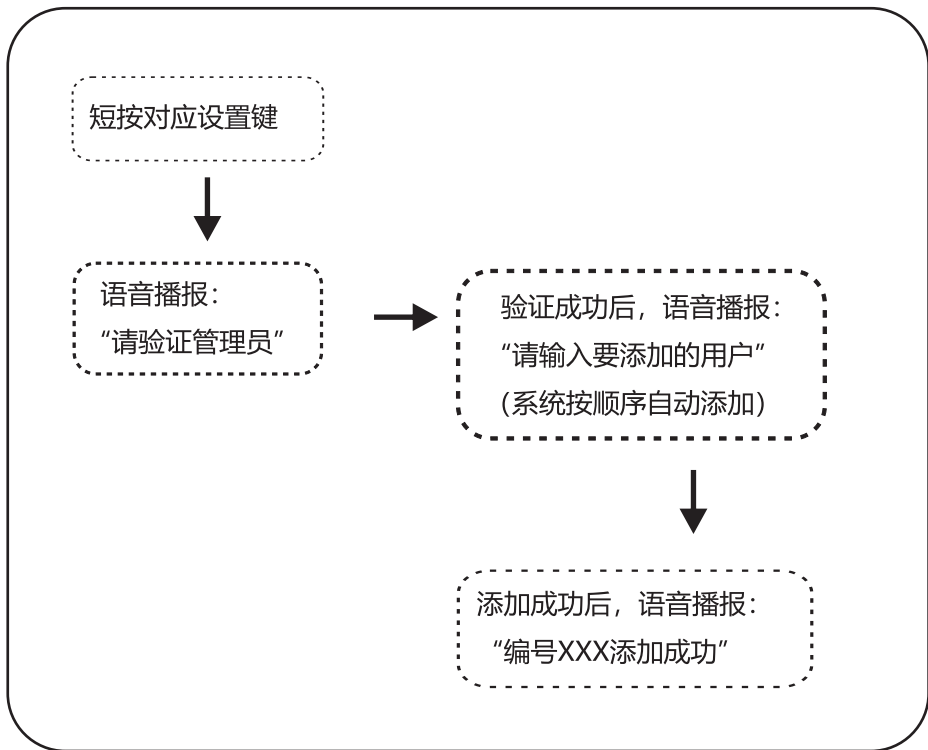 短按对应设置键
语音播报：
“请验证管理员”
验证成功后，语音播报：
“请输入要添加的用户”
（系统按顺序自动添加）
添加成功后，语音播报：
“编号XXX添加成功”